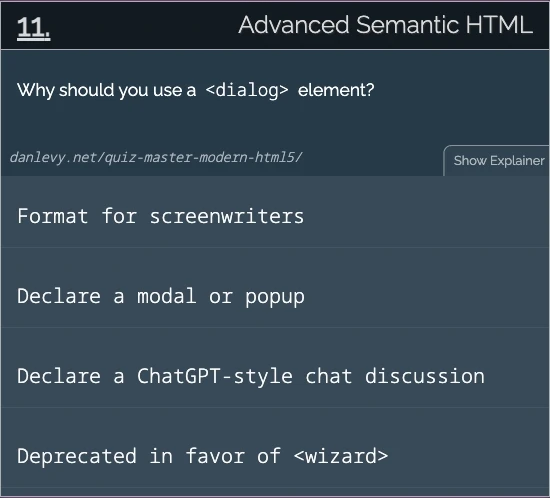 11.
Advanced Semantic HTML
Why should you use a <dialog> element?
danlevy.net/quiz-master-modern-html5/
Show Explainer
Format for screenwriters
Declare a modal or popup
Declare a ChatGPT-style chat discussion
Deprecated in favor of <wizard>